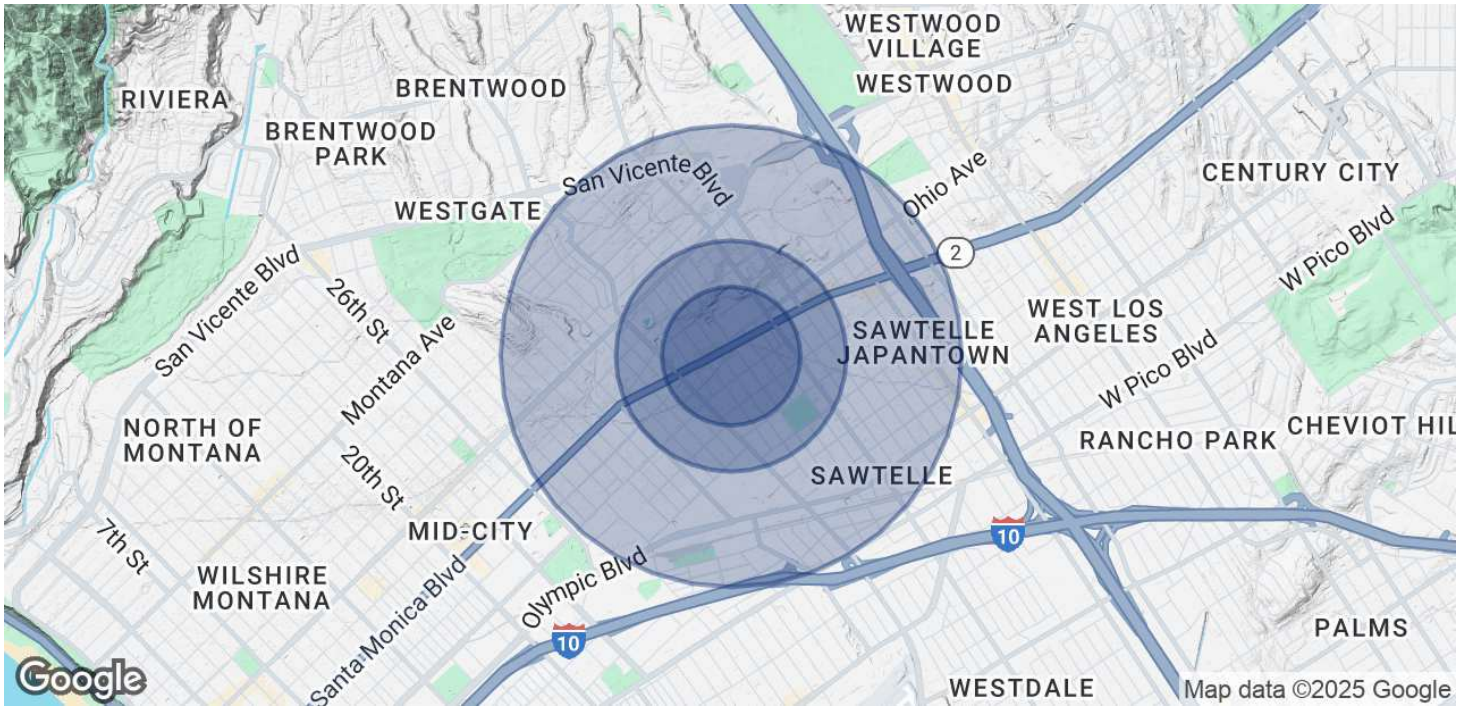 WESTWOOD
VILLAGE
WESTWOOD
RIVIERA
BRENTWOOD
BRENTWOOD
PARK
CENTURY CITY
San Vicente Blvd
Ohio Ave
WESTGATE
2
W Pico Blvd
San Vicente Blvd
26th St
Montana Ave
SAWTELLE
JAPANTOWN
WEST LOS
ANGELES
W Pico Blvd
NORTH OF
MONTANA
20th St
RANCHO PARK
CHEVIOT HIL
SAWTELLE
7th St
MID-CITY
10
WILSHIRE
MONTANA
Olympic Blvd
10
Santa Monica Blvd
PALMS
Google
WESTDALE
Map data ©2025 Google